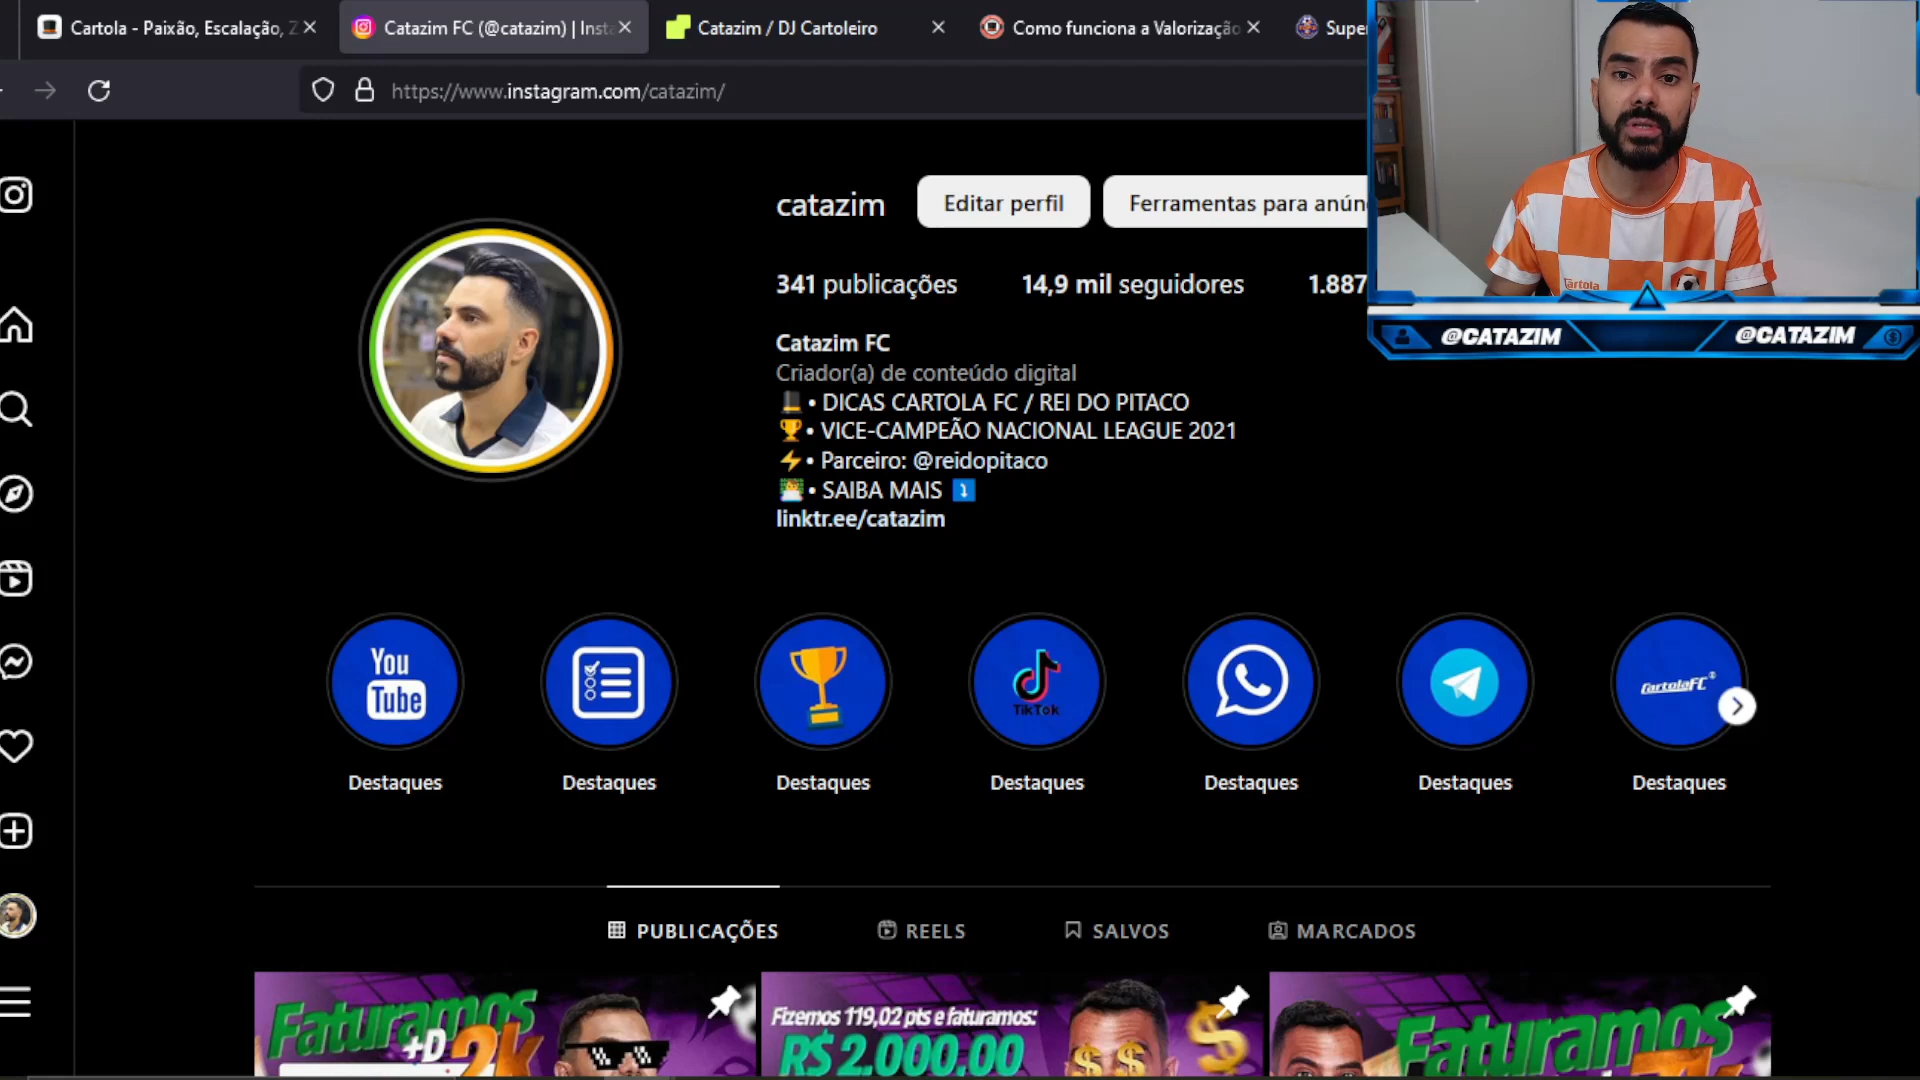 Cartola - Paixão, Escalação, Z
Catazim FC (@catazim) | Insta
Catazim / DJ Cartoleiro
Como funciona a Valorização
Supe
https://www.instagram.com/catazim/
catazim
Editar perfil
Ferramentas para anún
341 publicações
14,9 mil seguidores
1.887
Catazim FC
Criador(a) de conteúdo digital
• DICAS CARTOLA FC / REI DO PITACO
• VICE-CAMPEÃO NACIONAL LEAGUE 2021
• Parceiro: @reidopitaco
• SAIBA MAIS
linktr.ee/catazim
Cartola
@CATAZIM
@CATAZIM
You
Tube
TikTok
CartolaFC
Destaques
Destaques
Destaques
Destaques
Destaques
Destaques
Destaques
PUBLICAÇÕES
REELS
SALVOS
MARCADOS
Faturamos
+D 2k
Fizemos 119,02 pts e faturamos:
R$ 2.000,00
Faturamos